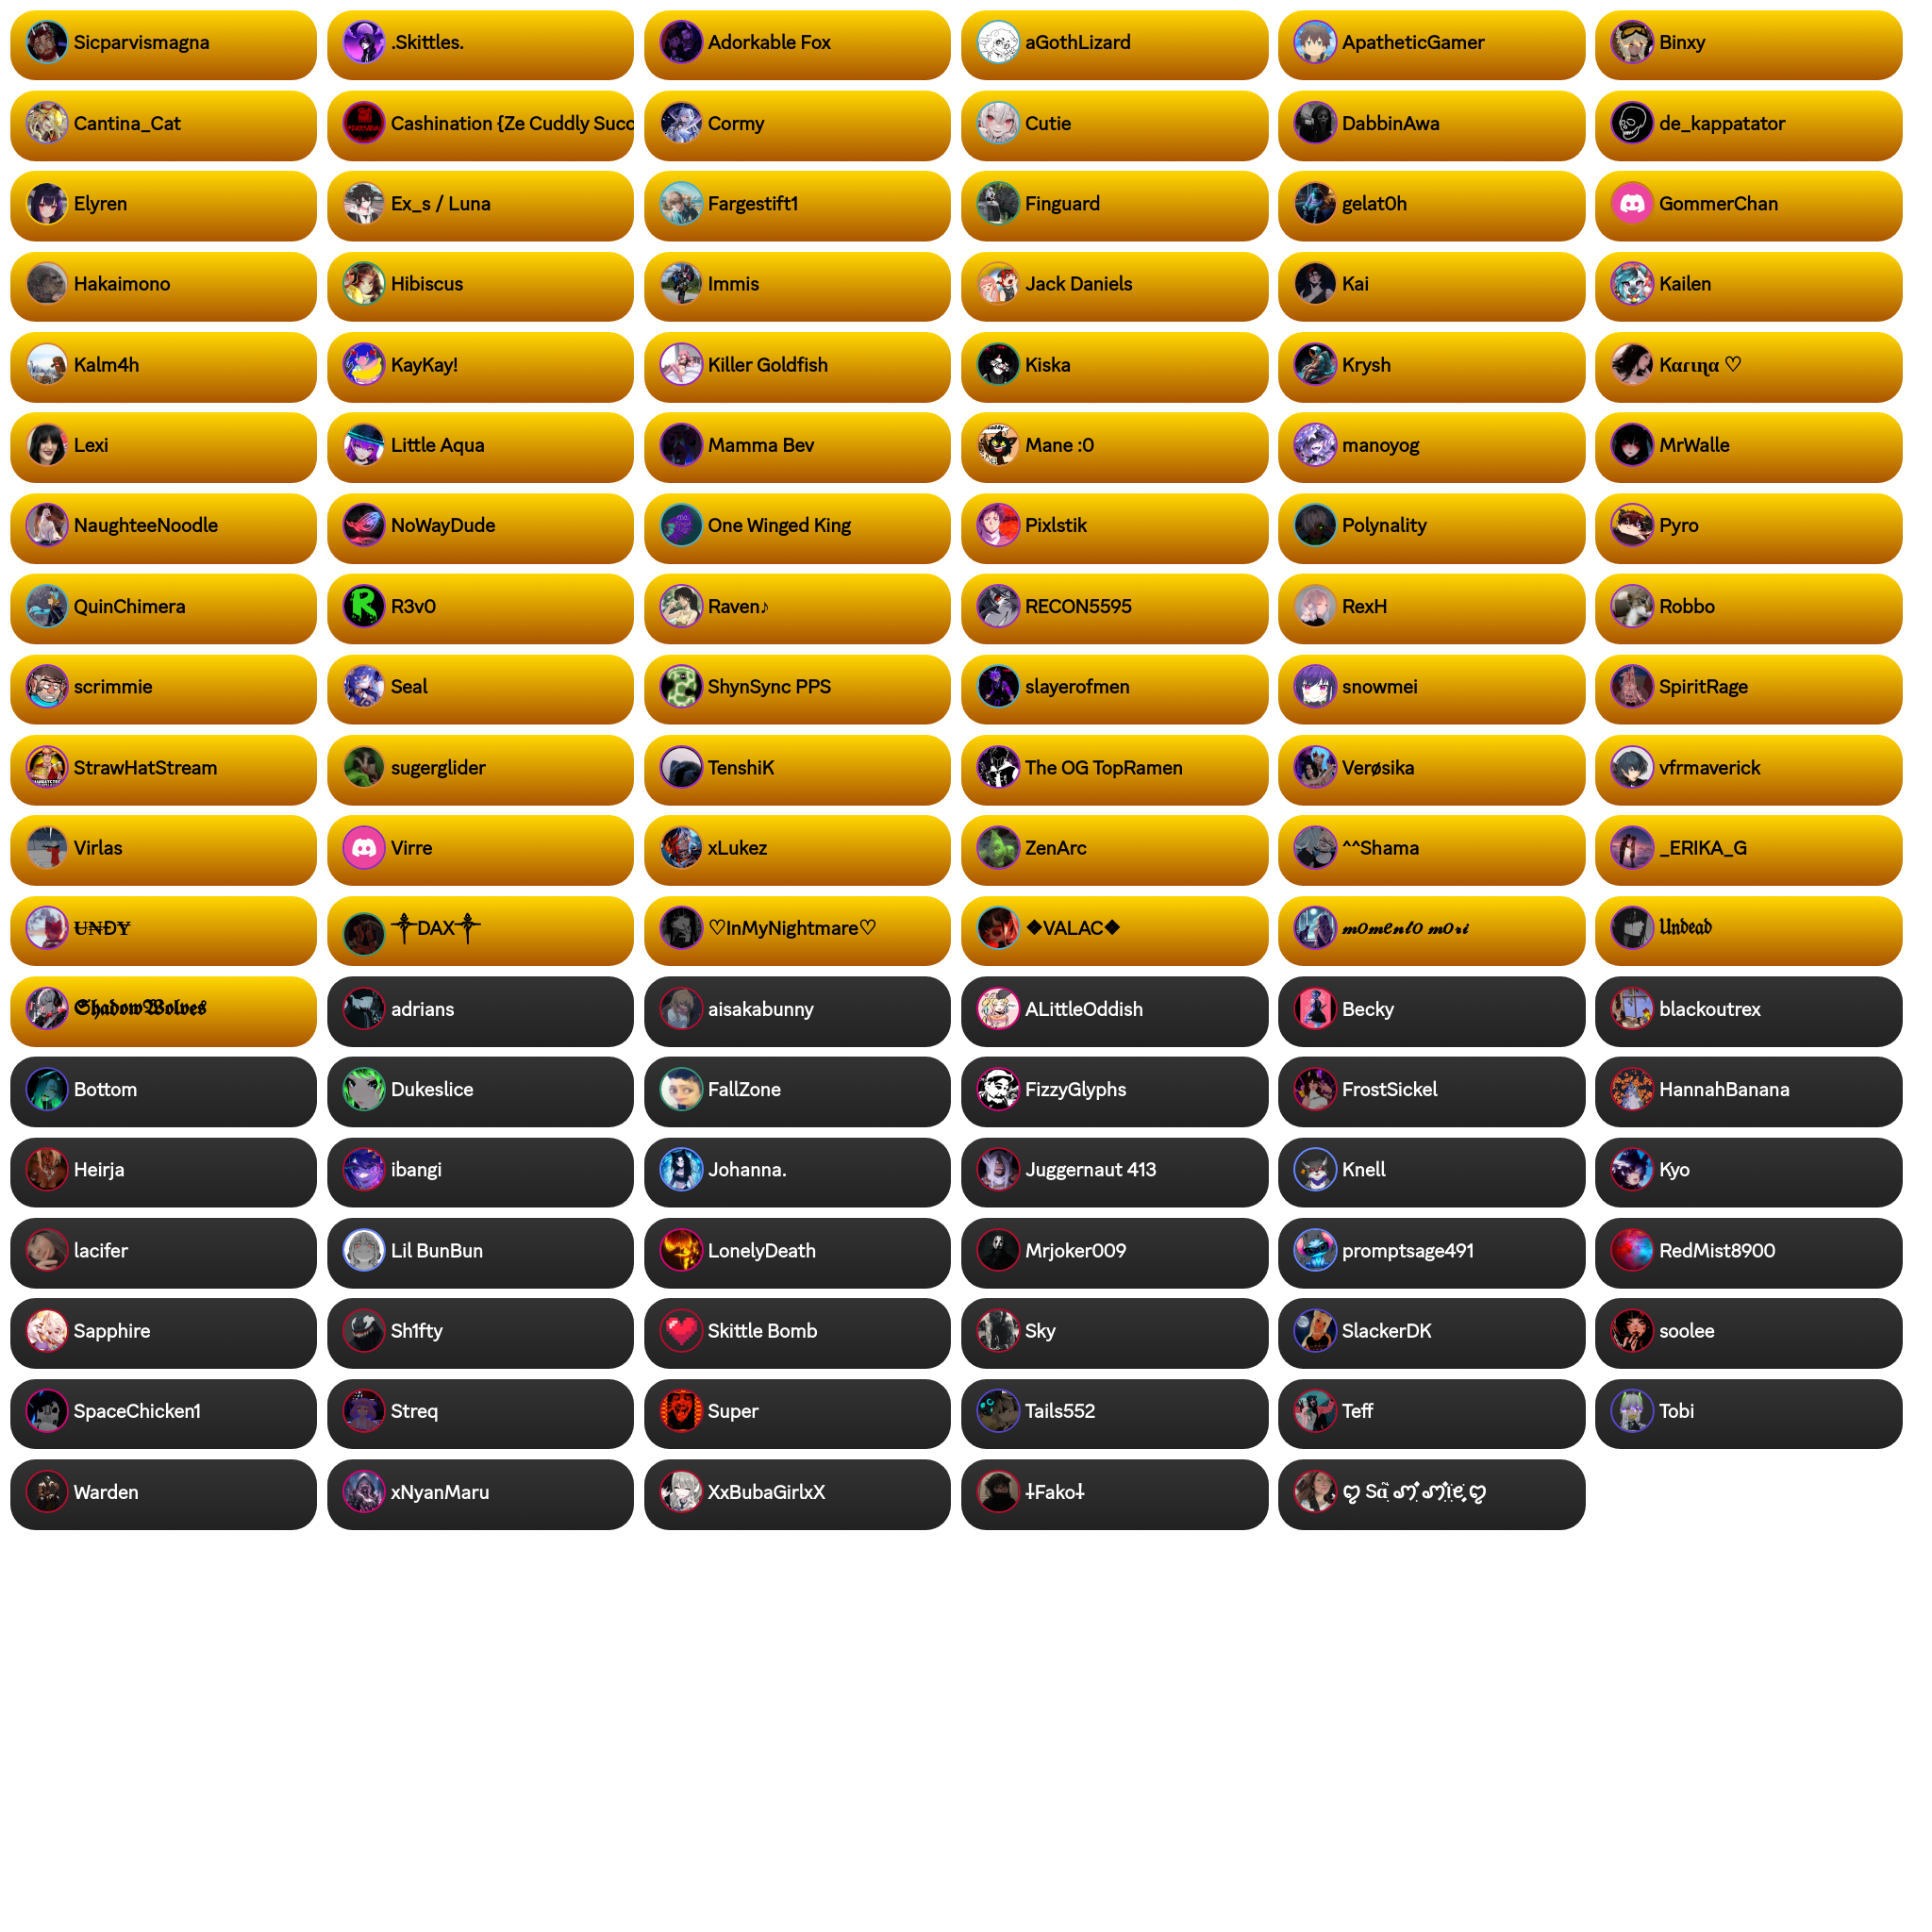 Sicparvismagna
.Skittles.
Adorkable Fox
aGothLizard
ApatheticGamer
Binxy
Cantina_Cat
Cashination {Ze Cuddly Succ
Cormy
Cutie
DabbinAwa
de_kappatator
Elyren
Ex_s / Luna
Fargestift1
Finguard
gelat0h
GommerChan
Hakaimono
Hibiscus
Immis
Jack Daniels
Kai
Kailen
Kalm4h
KayKay!
Killer Goldfish
Kiska
Krysh
Kαɾιɳα ♡
Lexi
Little Aqua
Mamma Bev
Mane :0
manoyog
MrWalle
NaughteeNoodle
NoWayDude
One Winged King
Pixlstik
Polynality
Pyro
QuinChimera
R3v0
Raven♪
RECON5595
RexH
Robbo
scrimmie
Seal
ShynSync PPS
slayerofmen
snowmei
SpiritRage
StrawHatStream
sugerglider
TenshiK
The OG TopRamen
Verøsika
vfrmaverick
Virlas
Virre
xLukez
ZenArc
^^Shama
_ERIKA_G
U̶₦ĐɎ
༒DAX༒
♡InMyNightmare♡
❖VALAC❖
𝓶𝓸𝓶𝓮𝓷𝓽𝓸 𝓶𝓸𝓻𝓲
𝔘𝔫𝔡𝔢𝔞𝔡
𝕾𝖍𝖆𝖉𝖔𝖜𝖂𝖔𝖑𝖛𝖊𝖘
adrians
aisakabunny
ALittleOddish
Becky
blackoutrex
Bottom
Dukeslice
FallZone
FizzyGlyphs
FrostSickel
HannahBanana
Heirja
ibangi
Johanna.
Juggernaut 413
Knell
Kyo
lacifer
Lil BunBun
LonelyDeath
Mrjoker009
promptsage491
RedMist8900
Sapphire
Sh1fty
Skittle Bomb
Sky
SlackerDK
soolee
SpaceChicken1
Streq
Super
Tails552
Teff
Tobi
Warden
xNyanMaru
XxBubaGirlxX
⸸Fako⸸